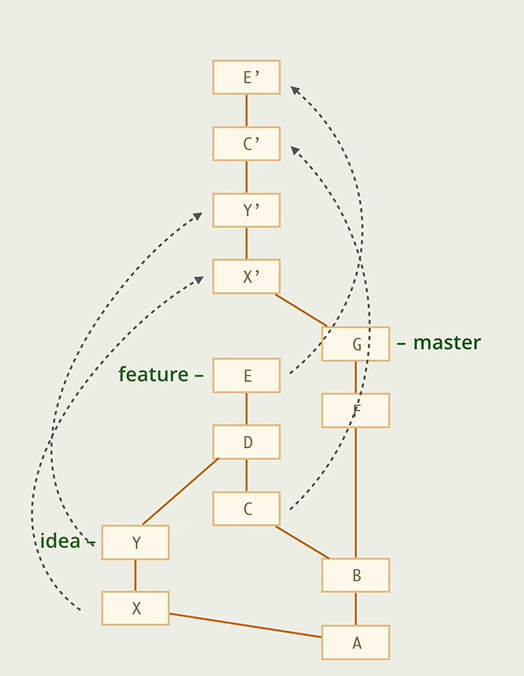 E’
C’
Y’
X’
G – master
feature – E
F
D
C
idea – Y
B
X
A